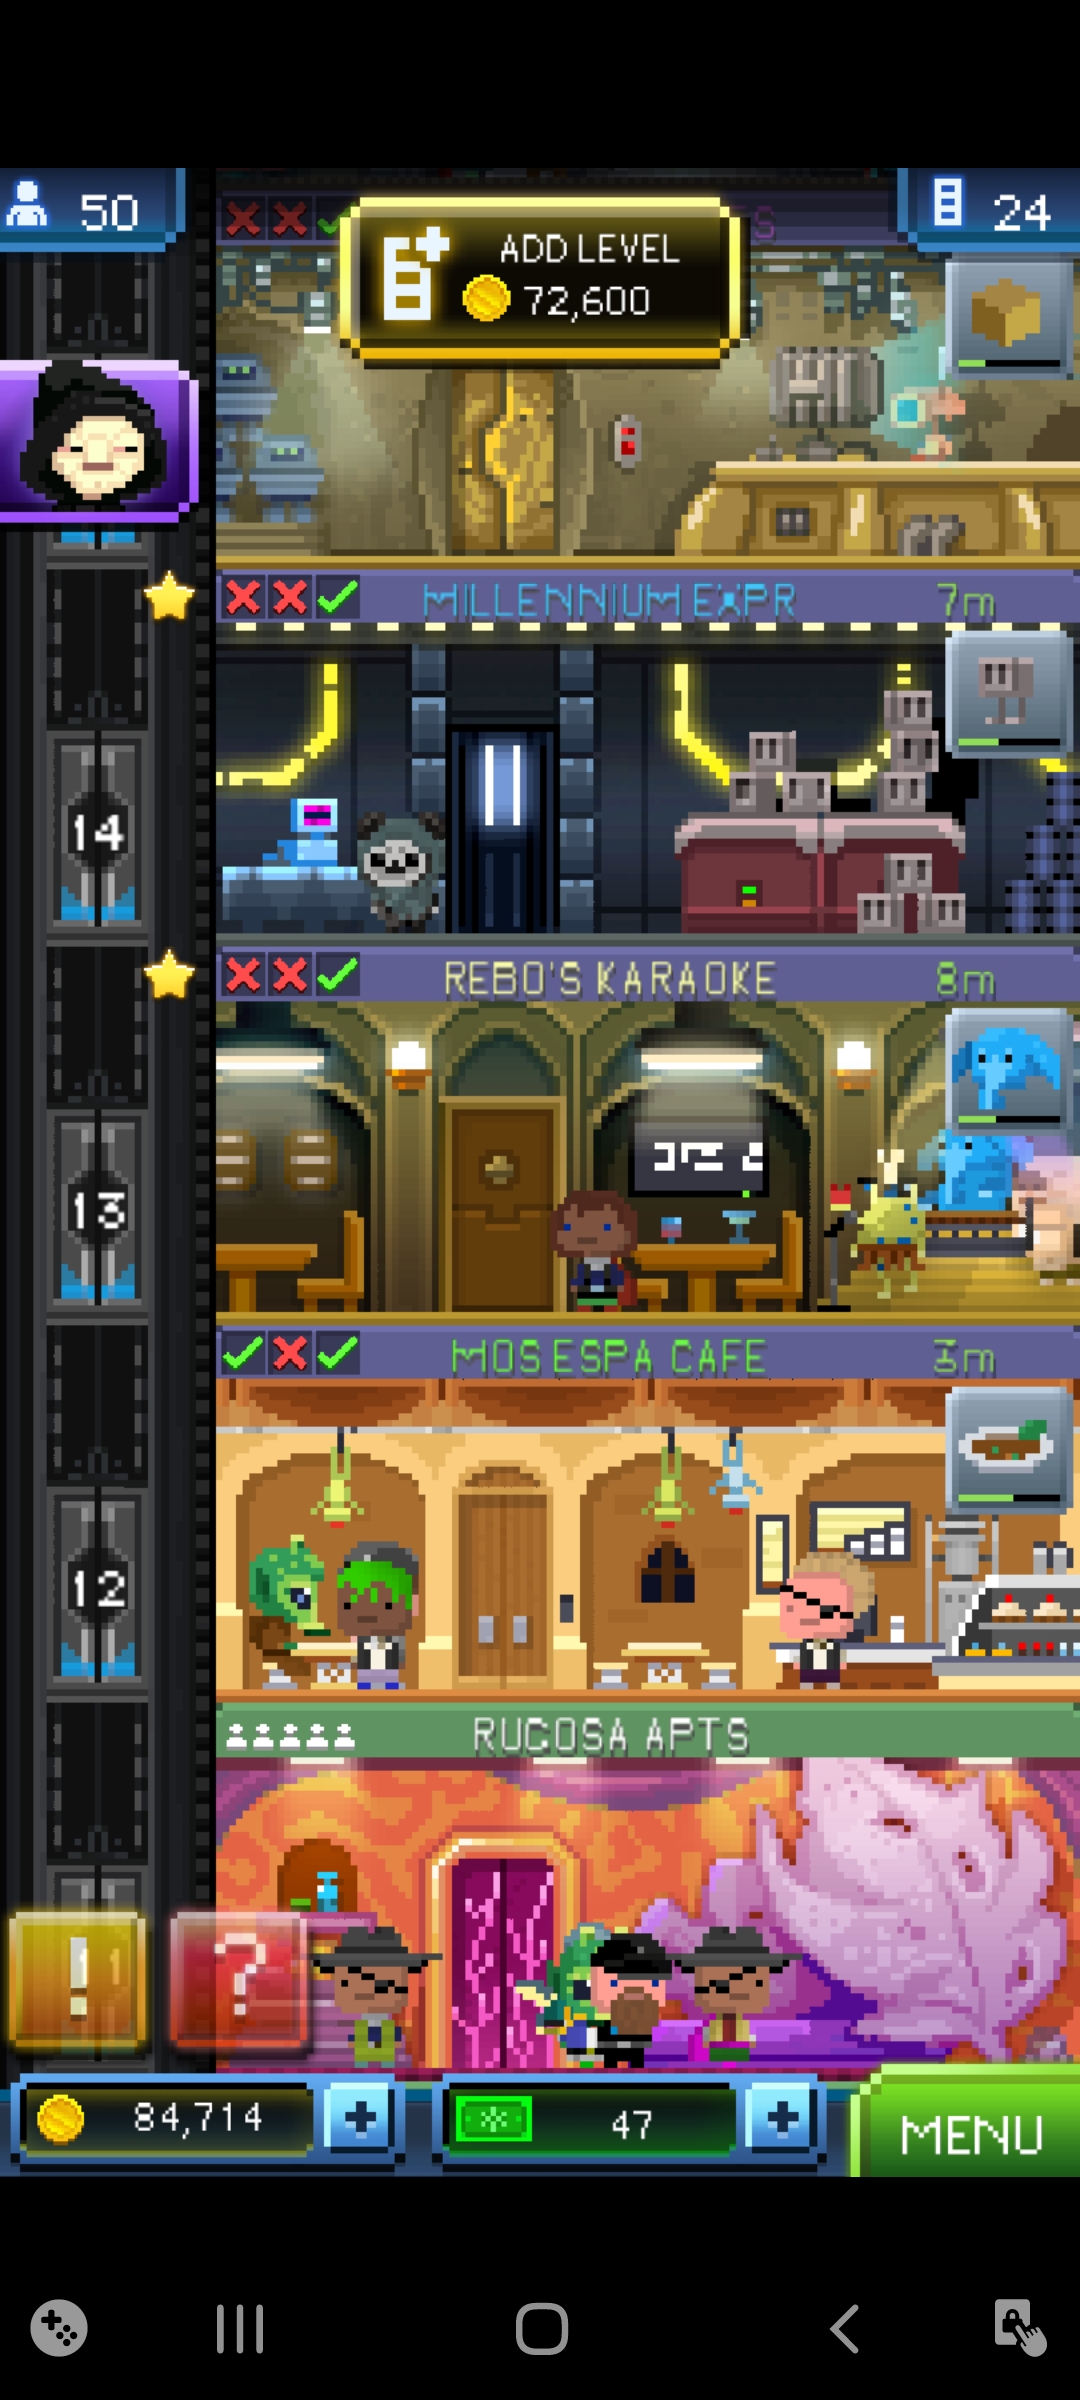 50
24
ADD LEVEL
72,600
MILLENNIUM EXPR
7m
14
REBO'S KARAOKE
8m
13
MOS ESPA CAFE
3m
12
RUGOSA APTS
!
?
84,714
+
47
+
MENU